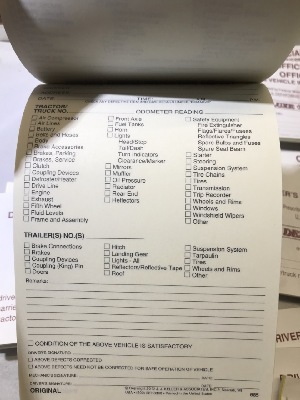 DATE
TRACTOR/
TRUCK NO.
ODOMETER READING
Air Compressor
Air Lines
Battery
Belts and Hoses
Body
Brake Accessories
Brakes, Parking
Brakes, Service
Clutch
Coupling Devices
Defroster/Heater
Drive Line
Engine
Exhaust
Fifth Wheel
Fluid Levels
Frame and Assembly
Front Axle
Fuel Tanks
Horn
Lights
Head/Stop
Tail/Dash
Turn Indicators
Clearance/Marker
Mirrors
Muffler
Oil Pressure
Radiator
Rear End
Reflectors
Safety Equipment
Fire Extinguisher
Flags/Flares/Fusees
Reflective Triangles
Spare Bulbs and Fuses
Spare Seal Beam
Starter
Steering
Suspension System
Tire Chains
Tires
Transmission
Trip Recorder
Wheels and Rims
Windows
Windshield Wipers
Other
TRAILER(S) NO.(S)
Brake Connections
Brakes
Coupling Devices
Coupling (King) Pin
Doors
Hitch
Landing Gear
Lights - All
Reflectors/Reflective Tape
Roof
Suspension System
Tarpaulin
Tires
Wheels and Rims
Other
Remarks:
CONDITION OF THE ABOVE VEHICLE IS SATISFACTORY
DRIVER'S SIGNATURE
ABOVE DEFECTS CORRECTED
ABOVE DEFECTS NEED NOT BE CORRECTED FOR SAFE OPERATION OF VEHICLE
MECHANIC'S SIGNATURE
DATE
DRIVER'S SIGNATURE
DATE
ORIGINAL